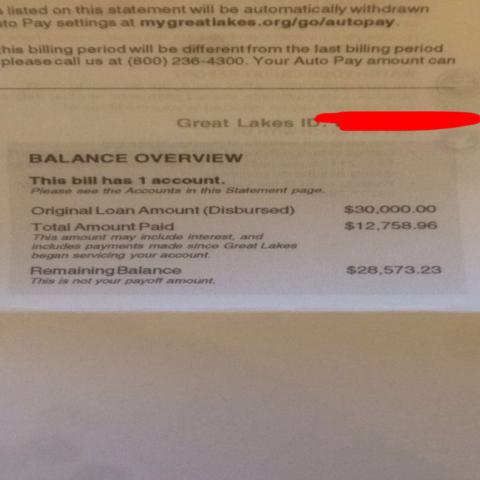 listed on this statement will be automatically withdrawn
Pay settings at mygreatlakes.org/go/autopay.
his billing period will be different from the last billing period
please call us at (800) 236-4300. Your Auto Pay amount can
Great Lakes ID:
BALANCE OVERVIEW
This bill has 1 account.
Please see the Accounts in this Statement page.
Original Loan Amount (Disbursed) $30,000.00
Total Amount Paid $12,758.96
This amount may include interest, and
includes payments made since Great Lakes
began servicing your account.
Remaining Balance $28,573.23
This is not your payoff amount.